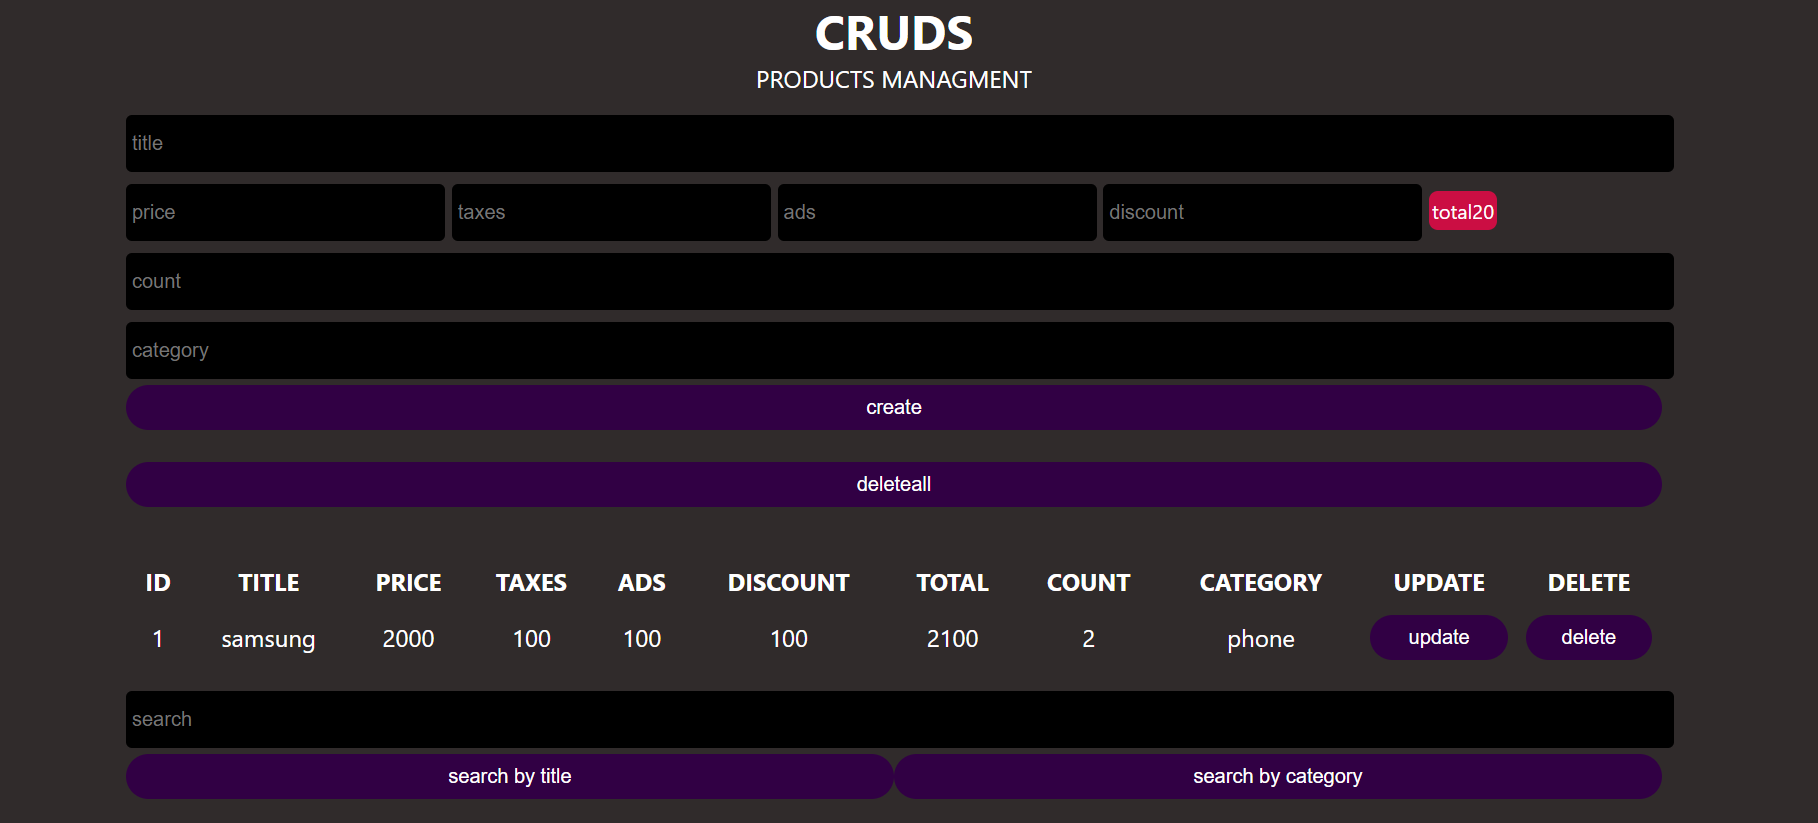 CRUDS
PRODUCTS MANAGMENT
title
price taxes ads discount total20
count
category
create
deleteall
ID TITLE PRICE TAXES ADS DISCOUNT TOTAL COUNT CATEGORY UPDATE DELETE
1 samsung 2000 100 100 100 2100 2 phone update delete
search
search by title search by category